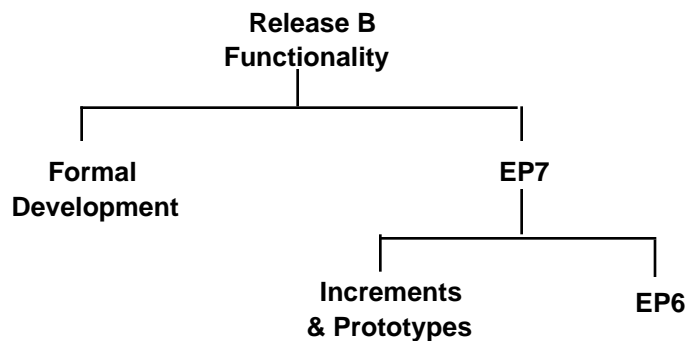 Release B
Functionality
Formal
Development
EP7
Increments
& Prototypes
EP6